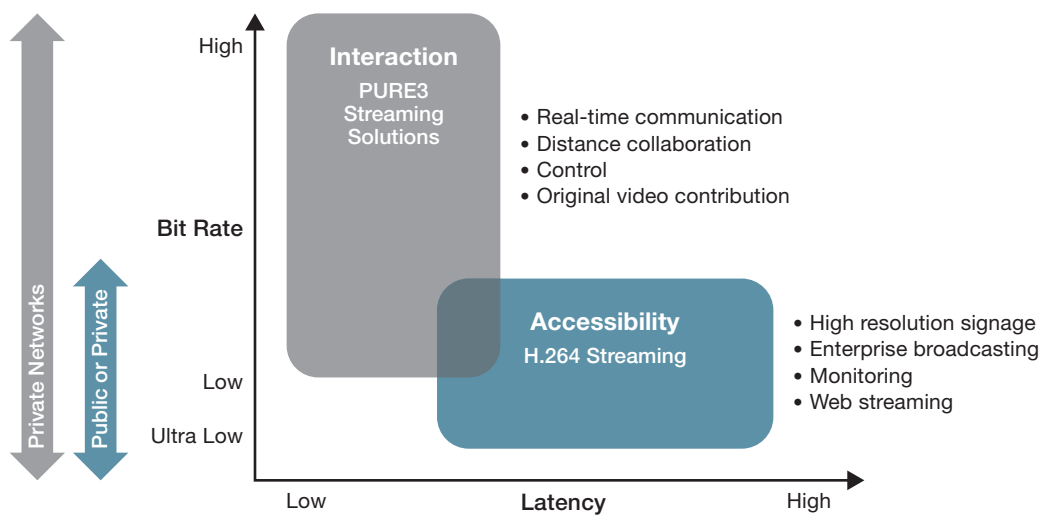 High
Interaction
PURE3
Streaming
Solutions
• Real-time communication
• Distance collaboration
• Control
• Original video contribution
Bit Rate
Private Networks
Public or Private
Accessibility
H.264 Streaming
• High resolution signage
• Enterprise broadcasting
• Monitoring
• Web streaming
Low
Ultra Low
Low
Latency
High